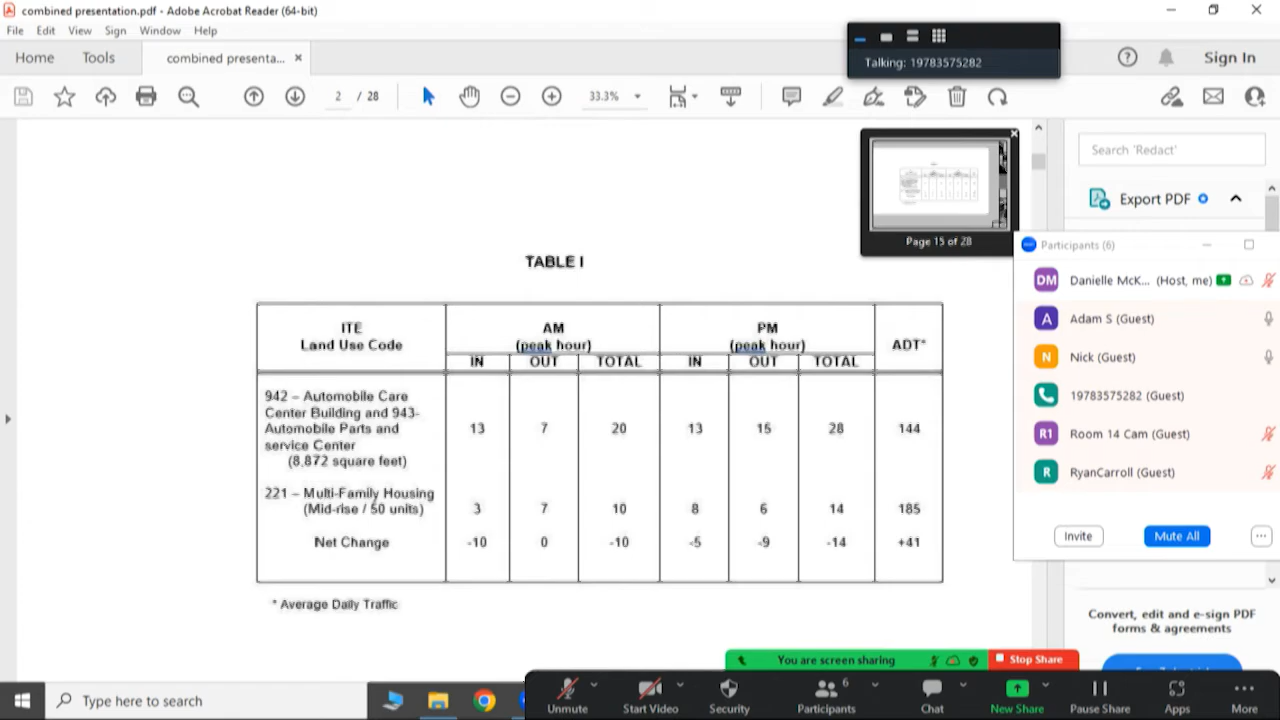 combined presentation.pdf - Adobe Acrobat Reader (64-bit)
File Edit View Sign Window Help
Home Tools combined presenta... ×
Talking: 19783575282
Sign In
2 / 28
33.3%
Search 'Redact'
Export PDF
Page 15 of 28
Participants (6)
DM Danielle McK... (Host, me)
A Adam S (Guest)
N Nick (Guest)
19783575282 (Guest)
R1 Room 14 Cam (Guest)
R RyanCarroll (Guest)
Invite Mute All ...
TABLE I
ITE
Land Use Code
AM
(peak hour)
PM
(peak hour)
ADT*
IN OUT TOTAL IN OUT TOTAL
942 – Automobile Care
Center Building and 943-
Automobile Parts and
service Center
(8,872 square feet)
13 7 20 13 15 28 144
221 – Multi-Family Housing
(Mid-rise / 50 units)
3 7 10 8 6 14 185
Net Change -10 0 -10 -5 -9 -14 +41
* Average Daily Traffic
Convert, edit and e-sign PDF
forms & agreements
You are screen sharing Stop Share
Type here to search
Unmute Start Video Security Participants 6 Chat New Share Pause Share Apps More